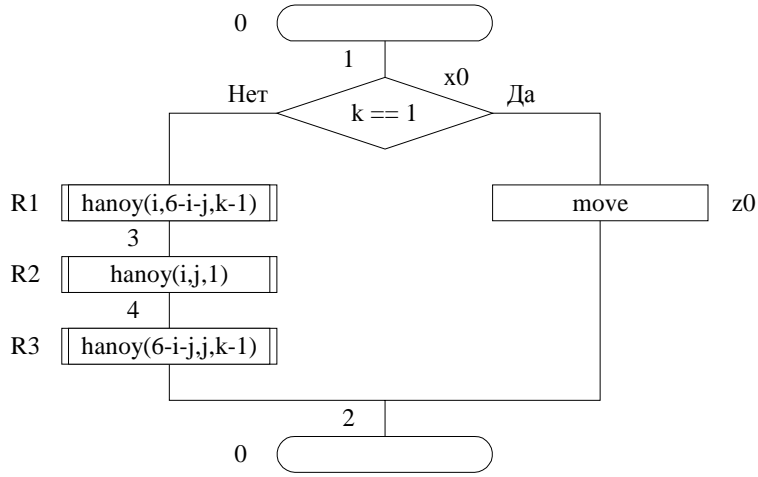 0
1
x0
Нет
Да
k == 1
R1
hanoy(i,6-i-j,k-1)
move
z0
3
R2
hanoy(i,j,1)
4
R3
hanoy(6-i-j,j,k-1)
2
0